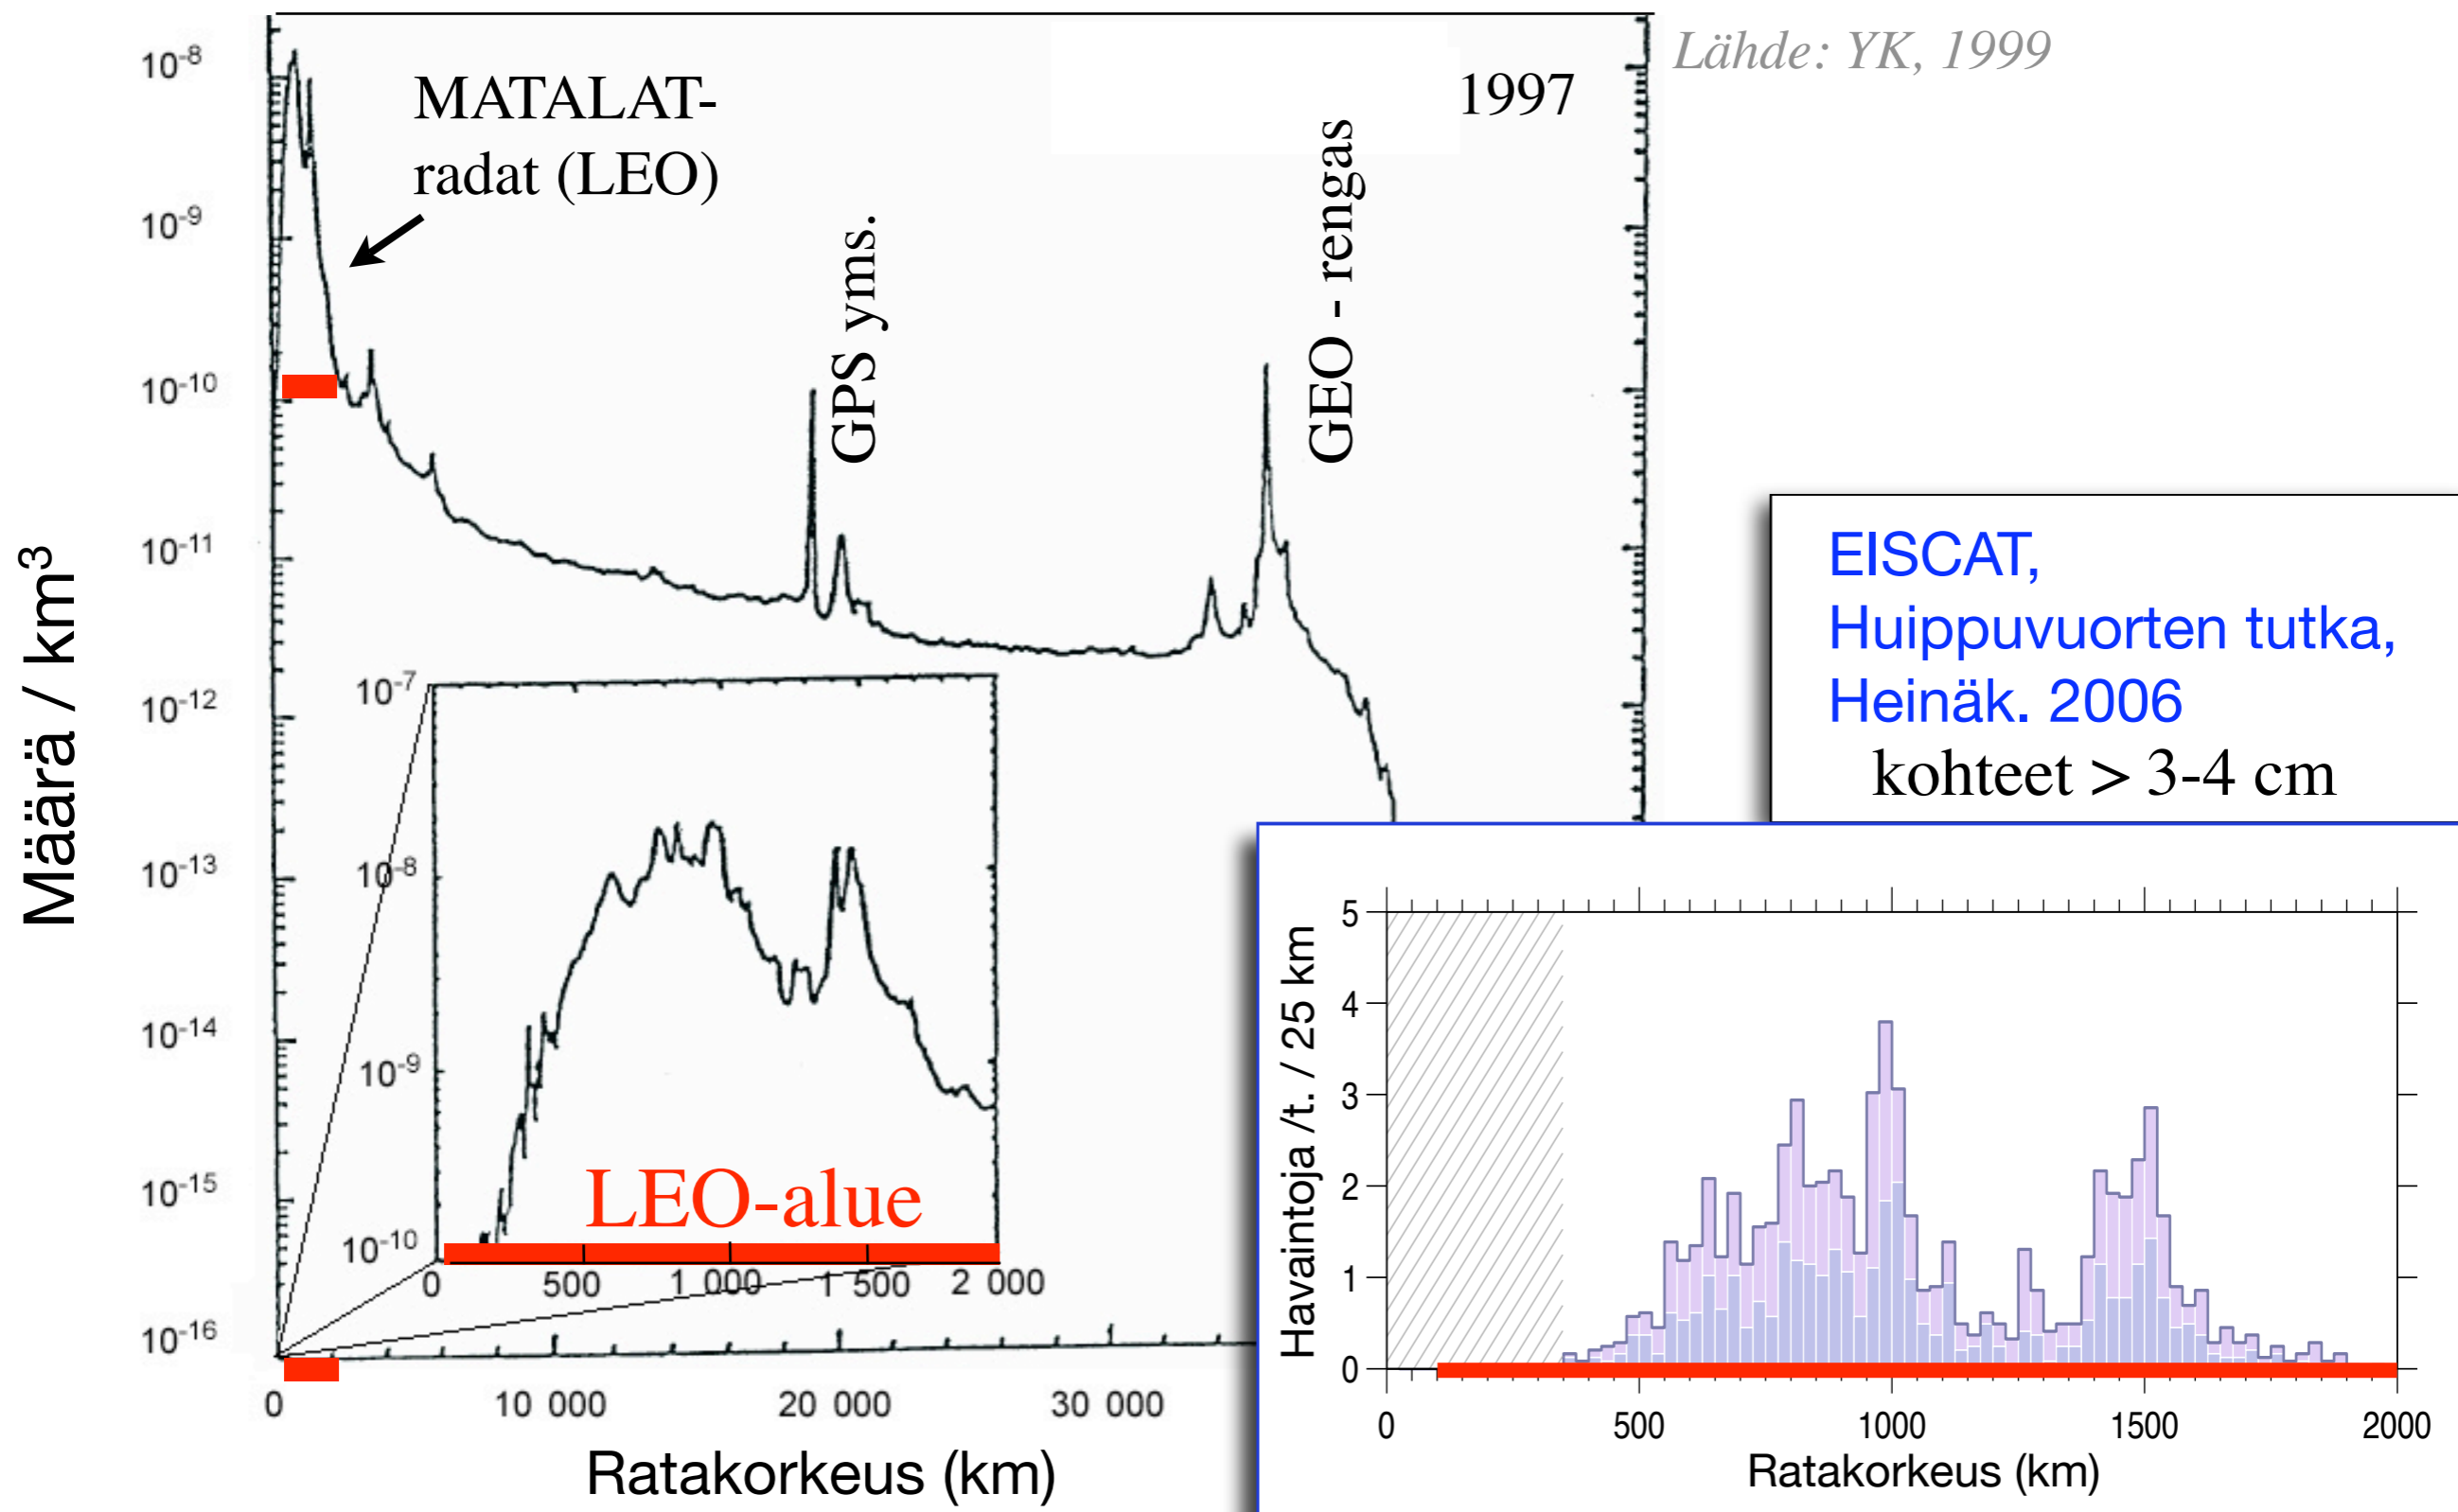 Lähde: YK, 1999
1997
MATALAT-
radat (LEO)
GPS yms.
GEO - rengas
Määrä / km³
10⁻⁸
10⁻⁹
10⁻¹⁰
10⁻¹¹
10⁻¹²
10⁻¹³
10⁻¹⁴
10⁻¹⁵
10⁻¹⁶
0 10 000 20 000 30 000
Ratakorkeus (km)
10⁻⁷
10⁻⁸
10⁻⁹
10⁻¹⁰
LEO-alue
0 500 1 000 1 500 2 000
EISCAT,
Huippuvuorten tutka,
Heinäk. 2006
kohteet > 3-4 cm
Havaintoja /t. / 25 km
5
4
3
2
1
0
0 500 1000 1500 2000
Ratakorkeus (km)